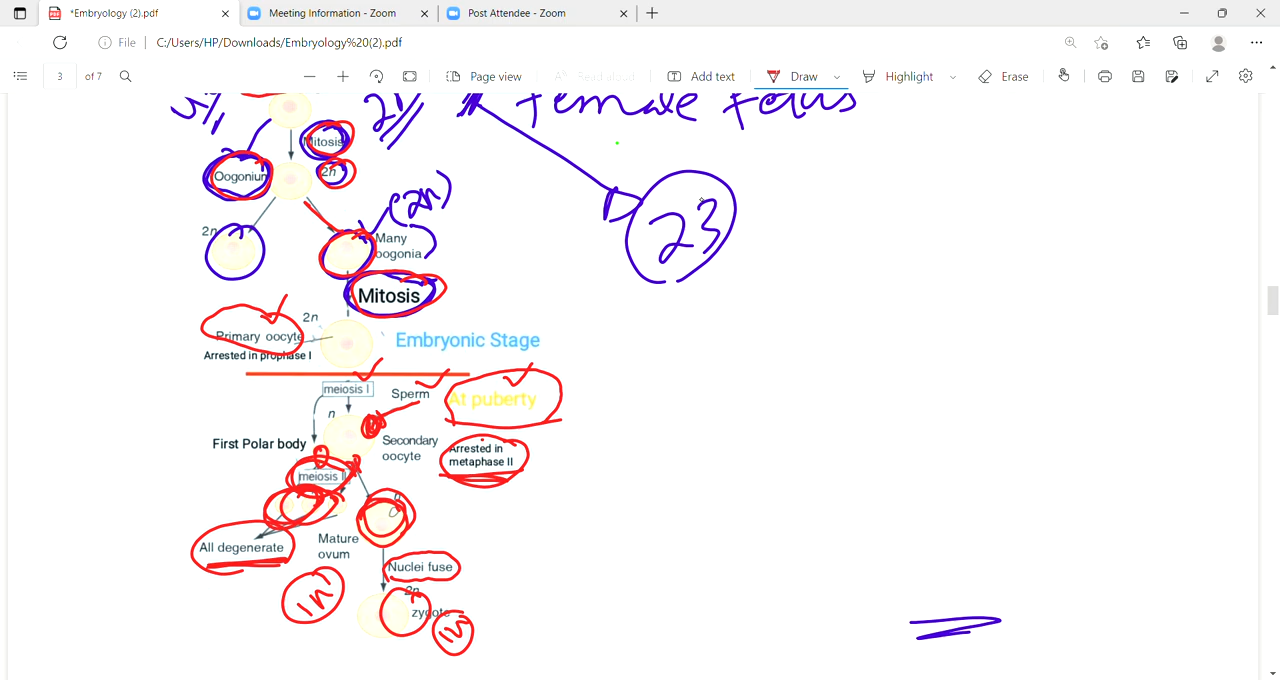 *Embryology (2).pdf
Meeting Information - Zoom
Post Attendee - Zoom
File
C:/Users/HP/Downloads/Embryology%20(2).pdf
3 of 7
Page view
Read aloud
Add text
Draw
Highlight
Erase
Female Fetus
Mitosis
Oogonium
2n
(2n)
23
2n
Many
oogonia
Mitosis
2n
Primary oocyte
Arrested in prophase I
Embryonic Stage
meiosis I
Sperm
At puberty
n
First Polar body
Secondary
oocyte
Arrested in
metaphase II
meiosis II
n
All degenerate
Mature
ovum
Nuclei fuse
2n
zygote
1n
1n